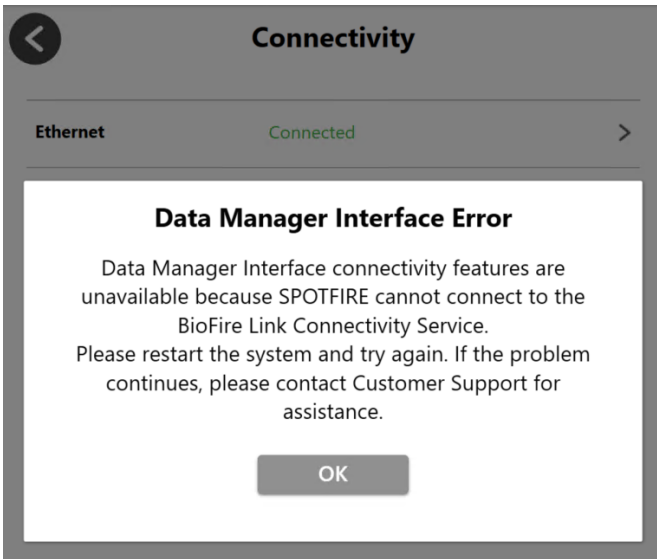 Connectivity
Ethernet Connected
Data Manager Interface Error
Data Manager Interface connectivity features are
unavailable because SPOTFIRE cannot connect to the
BioFire Link Connectivity Service.
Please restart the system and try again. If the problem
continues, please contact Customer Support for
assistance.
OK